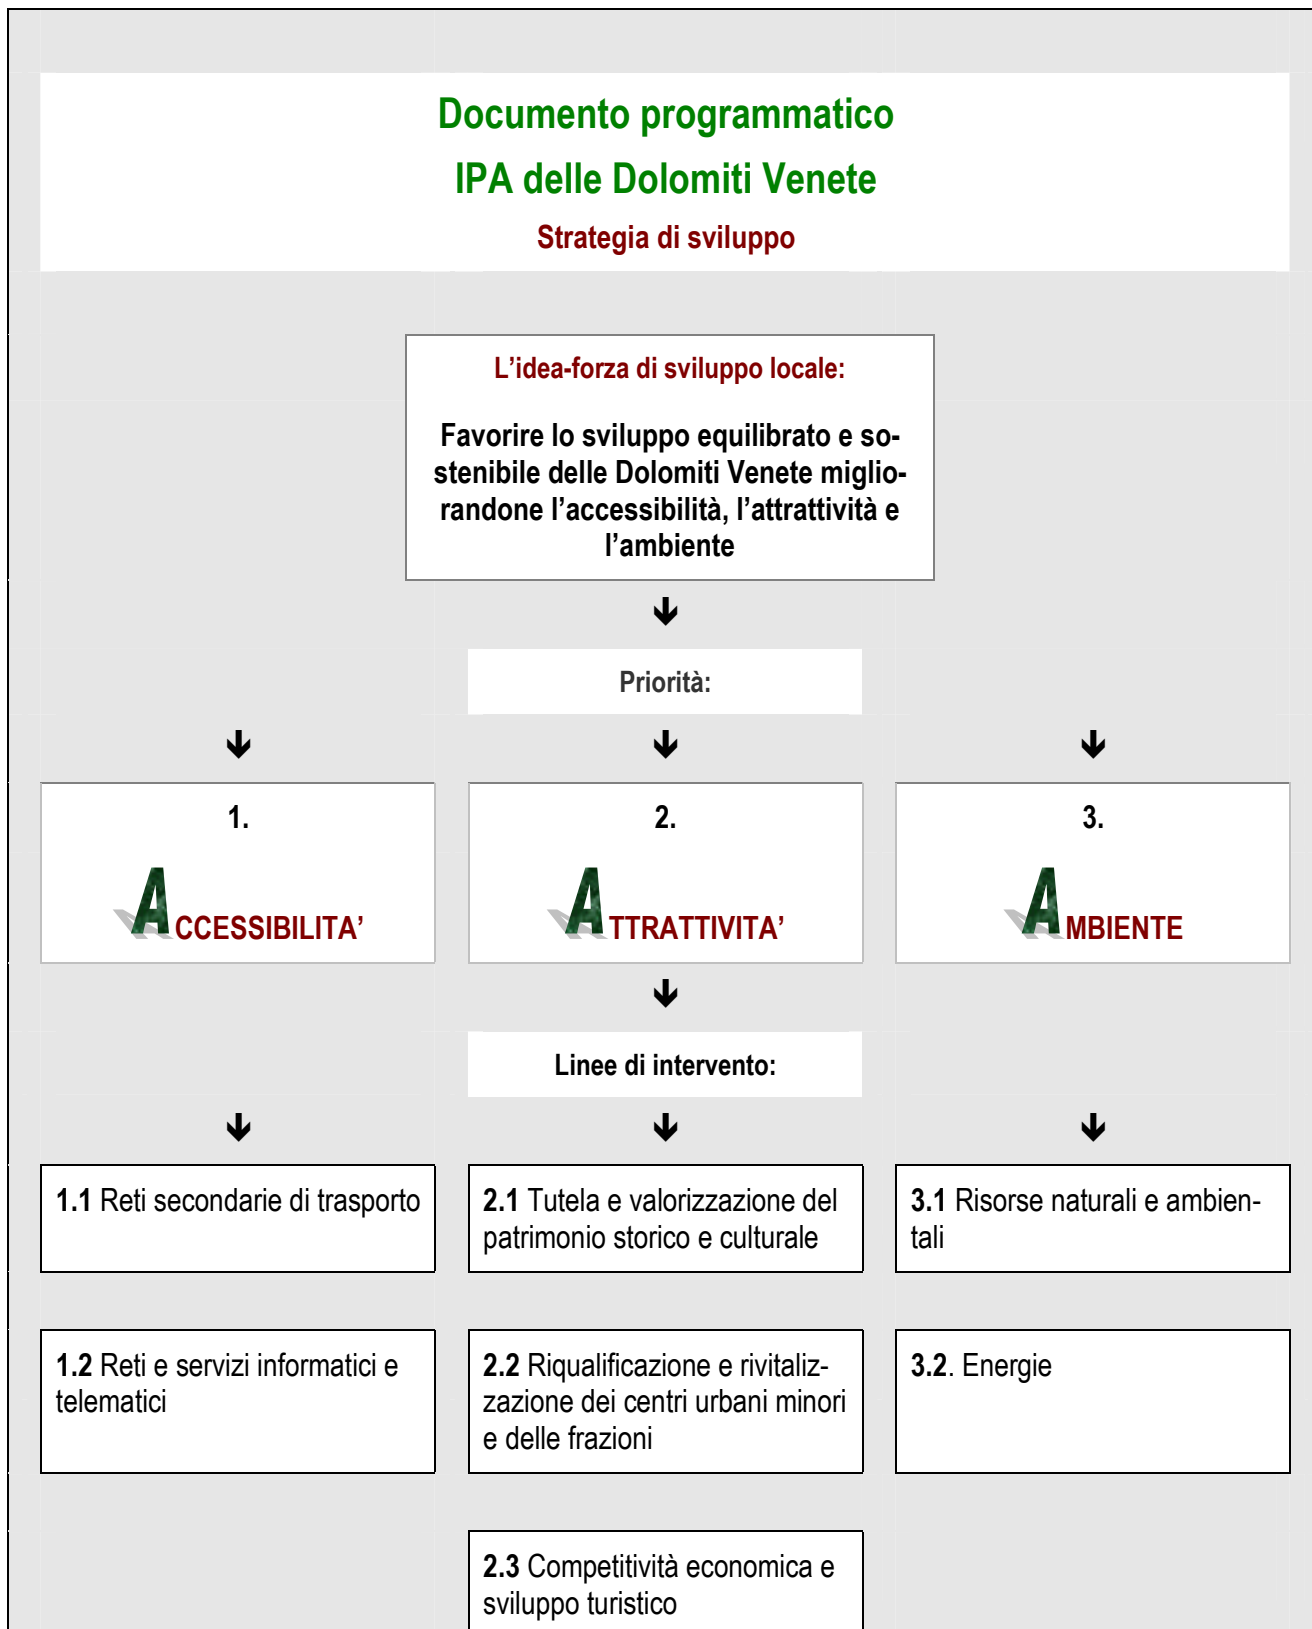 Documento programmatico
IPA delle Dolomiti Venete
Strategia di sviluppo
L’idea-forza di sviluppo locale:
Favorire lo sviluppo equilibrato e so-
stenibile delle Dolomiti Venete miglio-
randone l’accessibilità, l’attrattività e
l’ambiente
Priorità:
1.
ACCESSIBILITA’
2.
ATTRATTIVITA’
3.
AMBIENTE
Linee di intervento:
1.1 Reti secondarie di trasporto
2.1 Tutela e valorizzazione del
patrimonio storico e culturale
3.1 Risorse naturali e ambien-
tali
1.2 Reti e servizi informatici e
telematici
2.2 Riqualificazione e rivitaliz-
zazione dei centri urbani minori
e delle frazioni
3.2. Energie
2.3 Competitività economica e
sviluppo turistico